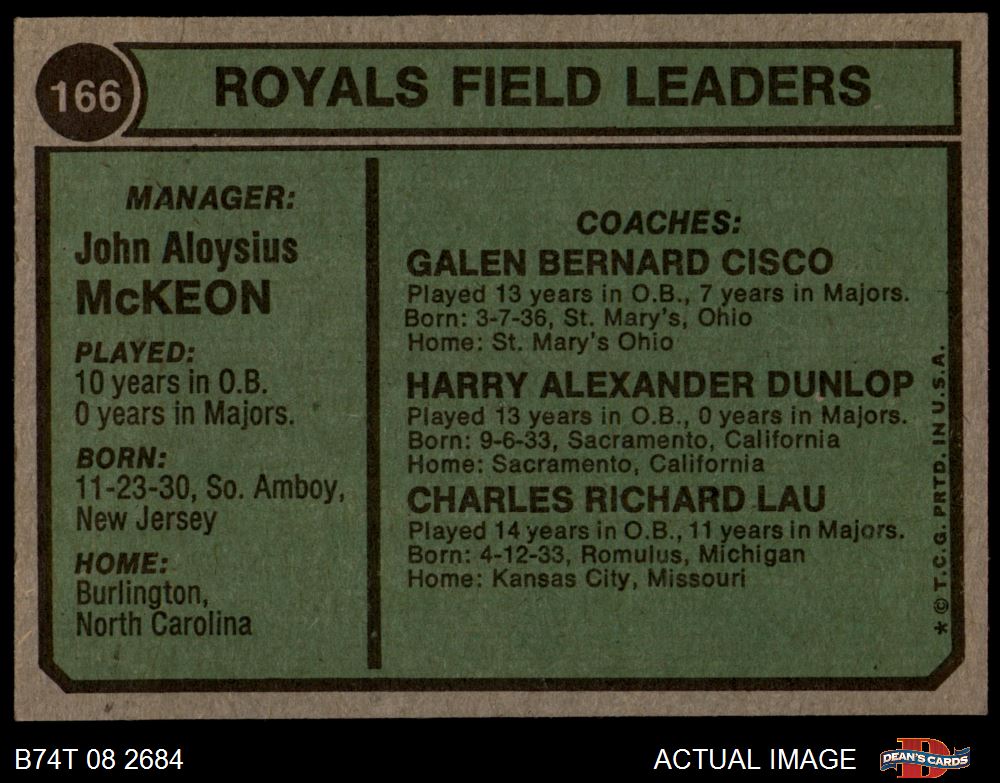 166
ROYALS FIELD LEADERS
MANAGER:
John Aloysius
McKEON
PLAYED:
10 years in O.B.
0 years in Majors.
BORN:
11-23-30, So. Amboy,
New Jersey
HOME:
Burlington,
North Carolina
COACHES:
GALEN BERNARD CISCO
Played 13 years in O.B., 7 years in Majors.
Born: 3-7-36, St. Mary's, Ohio
Home: St. Mary's Ohio
HARRY ALEXANDER DUNLOP
Played 13 years in O.B., 0 years in Majors.
Born: 9-6-33, Sacramento, California
Home: Sacramento, California
CHARLES RICHARD LAU
Played 14 years in O.B., 11 years in Majors.
Born: 4-12-33, Romulus, Michigan
Home: Kansas City, Missouri
* © T.C.G. PRTD. IN U.S.A.
B74T 08 2684
ACTUAL IMAGE
D
DEAN'S CARDS